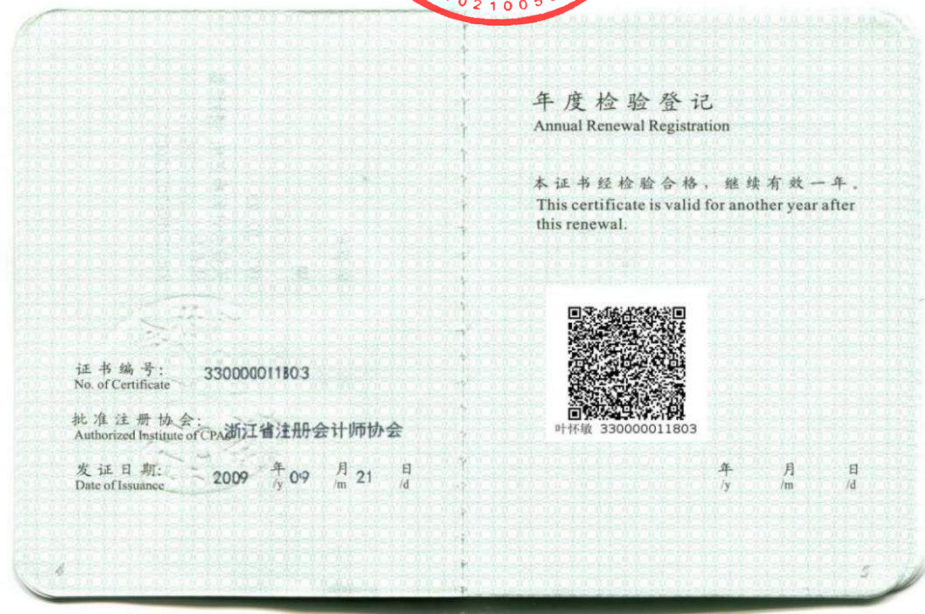 年度检验登记
Annual Renewal Registration
本证书经检验合格，继续有效一年。
This certificate is valid for another year after
this renewal.
证书编号: 330000011803
No. of Certificate
批准注册协会: 浙江省注册会计师协会
Authorized Institute of CPAs
发证日期: 2009 年 09 月 21 日
Date of Issuance /y /m /d
叶怀敏 330000011803
年 月 日
/y /m /d
4
5